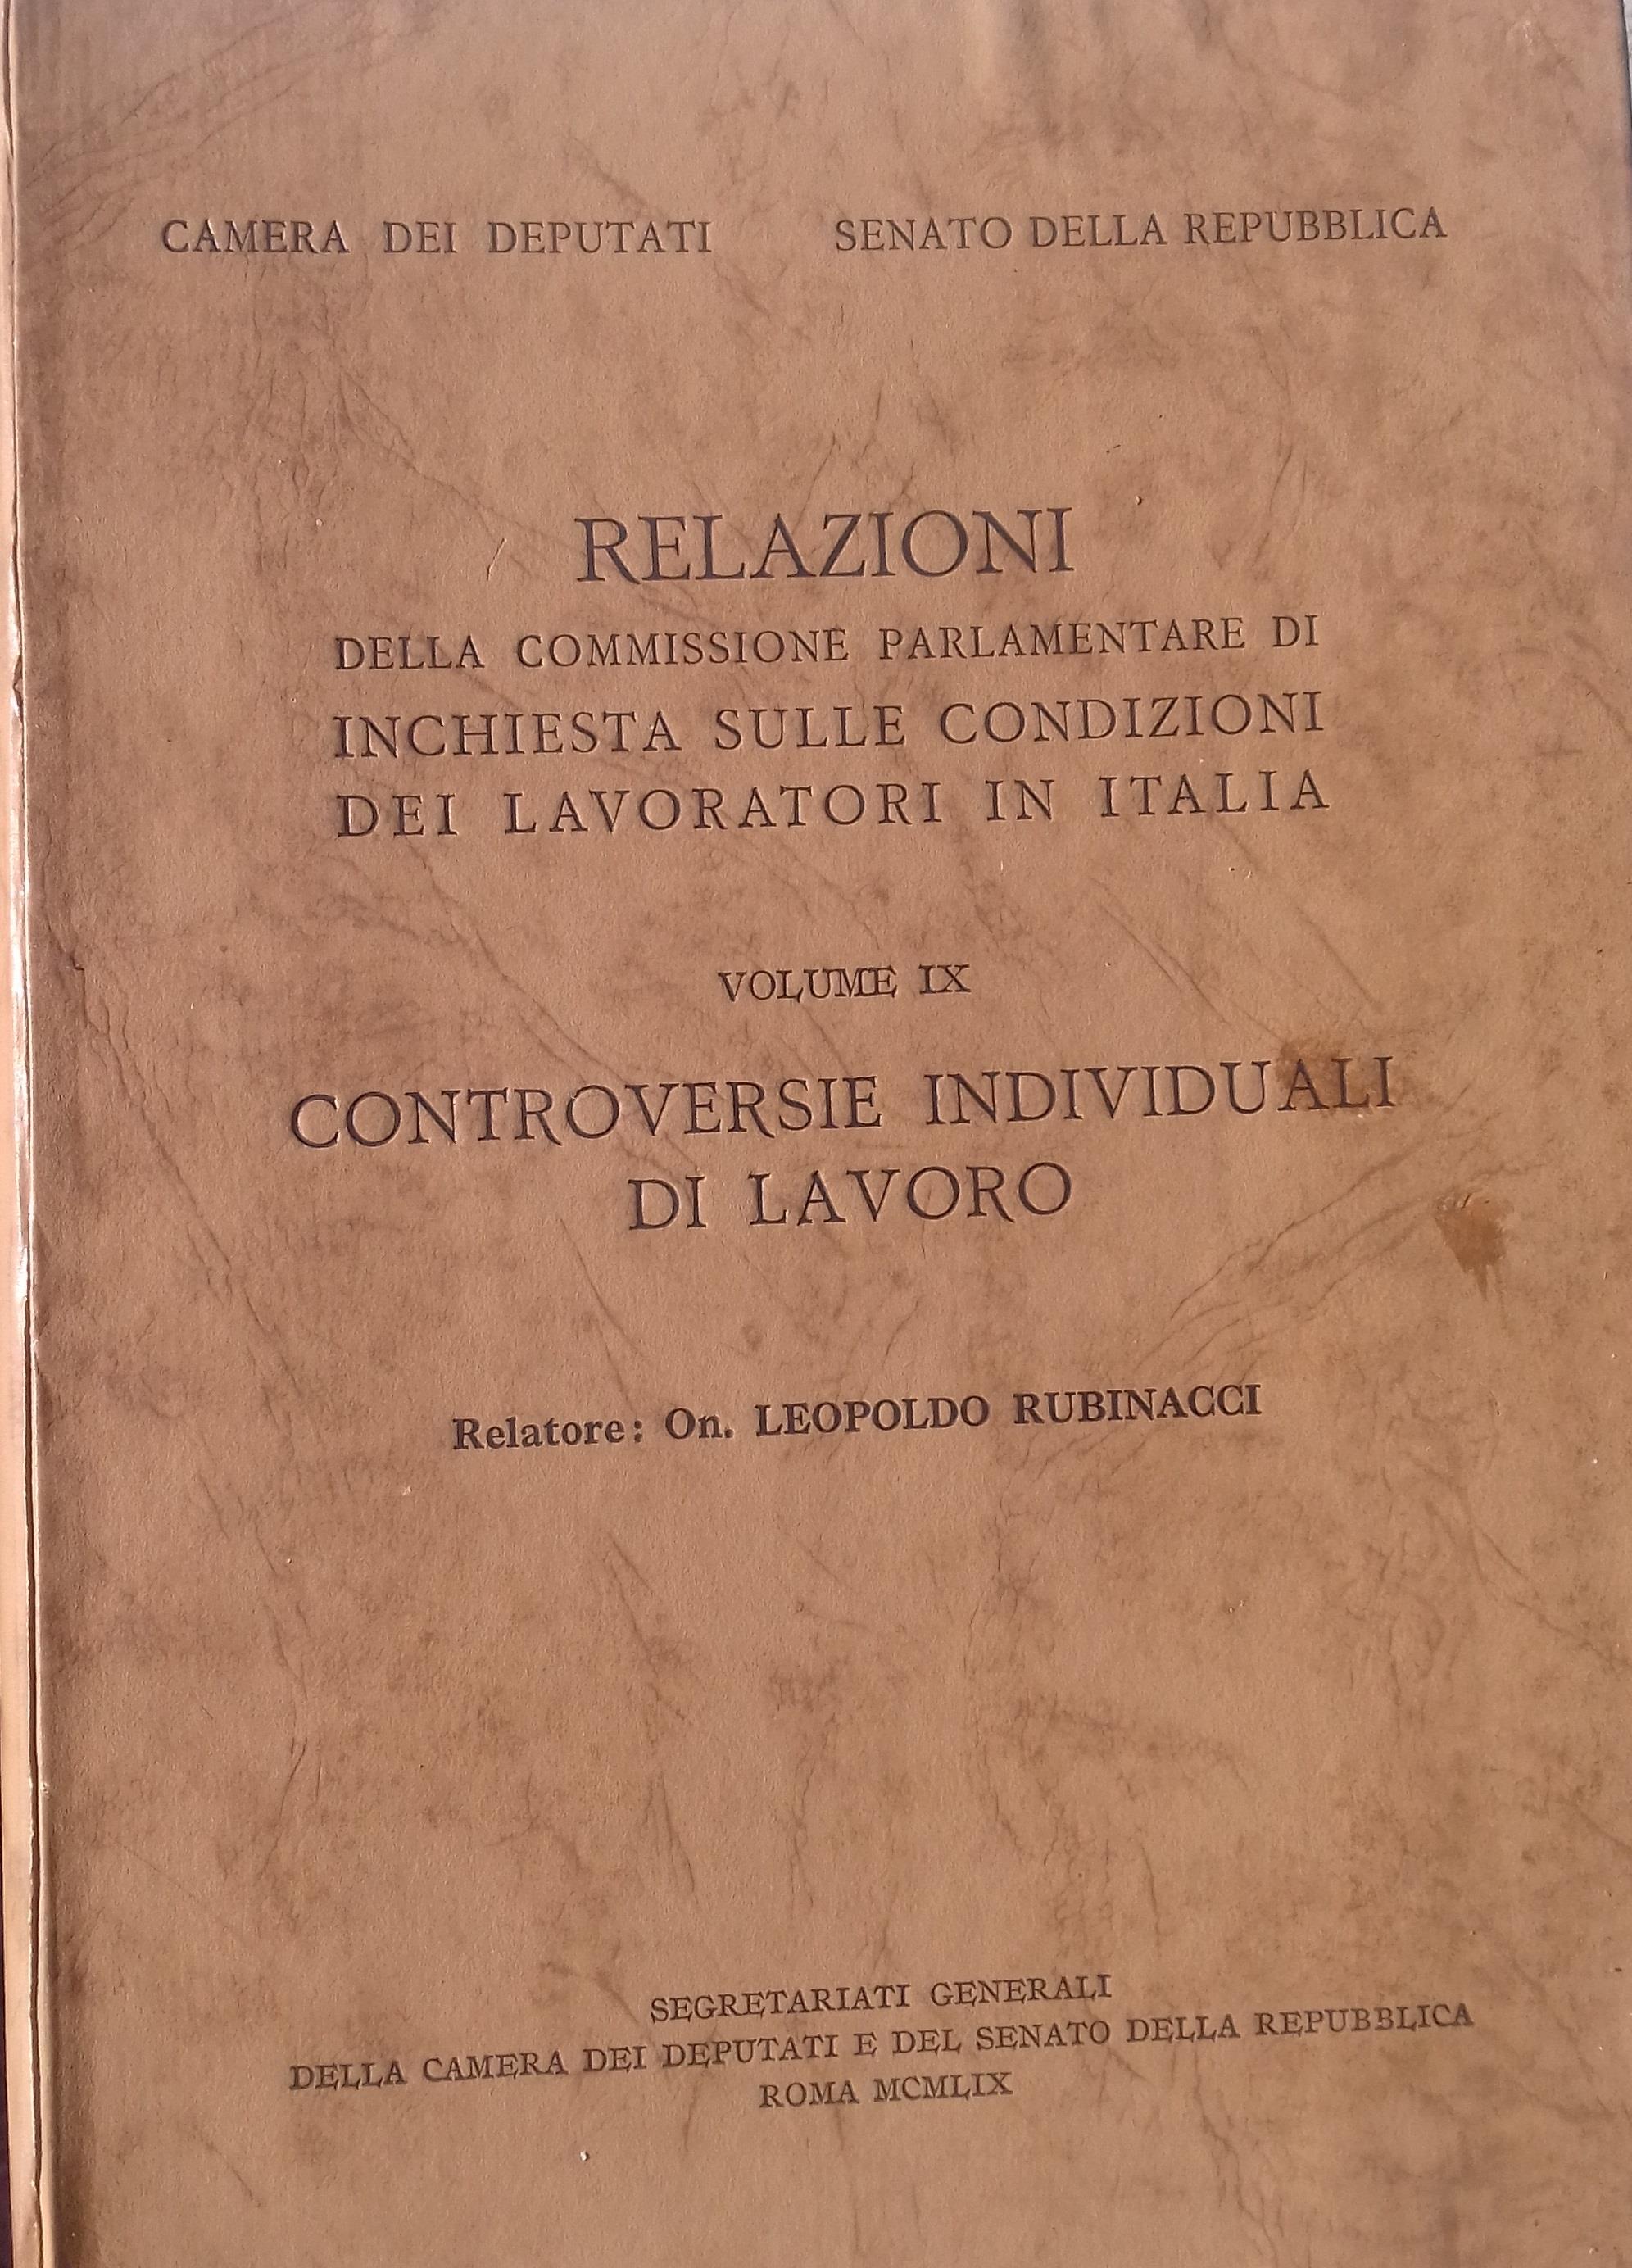 CAMERA DEI DEPUTATI SENATO DELLA REPUBBLICA
RELAZIONI
DELLA COMMISSIONE PARLAMENTARE DI
INCHIESTA SULLE CONDIZIONI
DEI LAVORATORI IN ITALIA
VOLUME IX
CONTROVERSIE INDIVIDUALI
DI LAVORO
Relatore: On. LEOPOLDO RUBINACCI
SEGRETARIATI GENERALI
DELLA CAMERA DEI DEPUTATI E DEL SENATO DELLA REPUBBLICA
ROMA MCMLIX